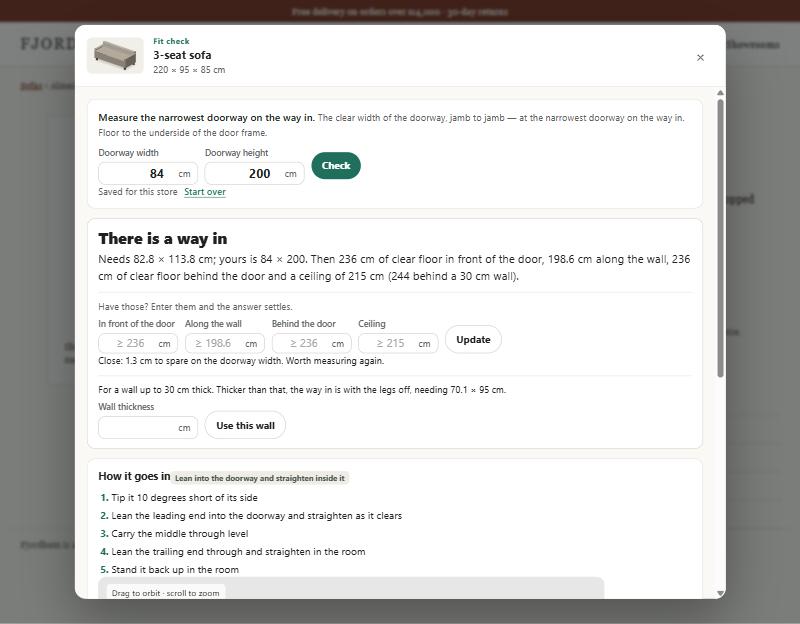 Free delivery on orders over
30-day returns
FJORD
Showrooms
Sofas
Fit check
3-seat sofa
220 × 95 × 85 cm
×
Measure the narrowest doorway on the way in. The clear width of the doorway, jamb to jamb — at the narrowest doorway on the way in.
Floor to the underside of the door frame.
Doorway width
Doorway height
84 cm
200 cm
Check
Saved for this store Start over
There is a way in
Needs 82.8 × 113.8 cm; yours is 84 × 200. Then 236 cm of clear floor in front of the door, 198.6 cm along the wall, 236
cm of clear floor behind the door and a ceiling of 215 cm (244 behind a 30 cm wall).
Have those? Enter them and the answer settles.
In front of the door
Along the wall
Behind the door
Ceiling
≥ 236 cm
≥ 198.6 cm
≥ 236 cm
≥ 215 cm
Update
Close: 1.3 cm to spare on the doorway width. Worth measuring again.
For a wall up to 30 cm thick. Thicker than that, the way in is with the legs off, needing 70.1 × 95 cm.
Wall thickness
cm
Use this wall
How it goes in Lean into the doorway and straighten inside it
1. Tip it 10 degrees short of its side
2. Lean the leading end into the doorway and straighten as it clears
3. Carry the middle through level
4. Lean the trailing end through and straighten in the room
5. Stand it back up in the room
Drag to orbit · scroll to zoom